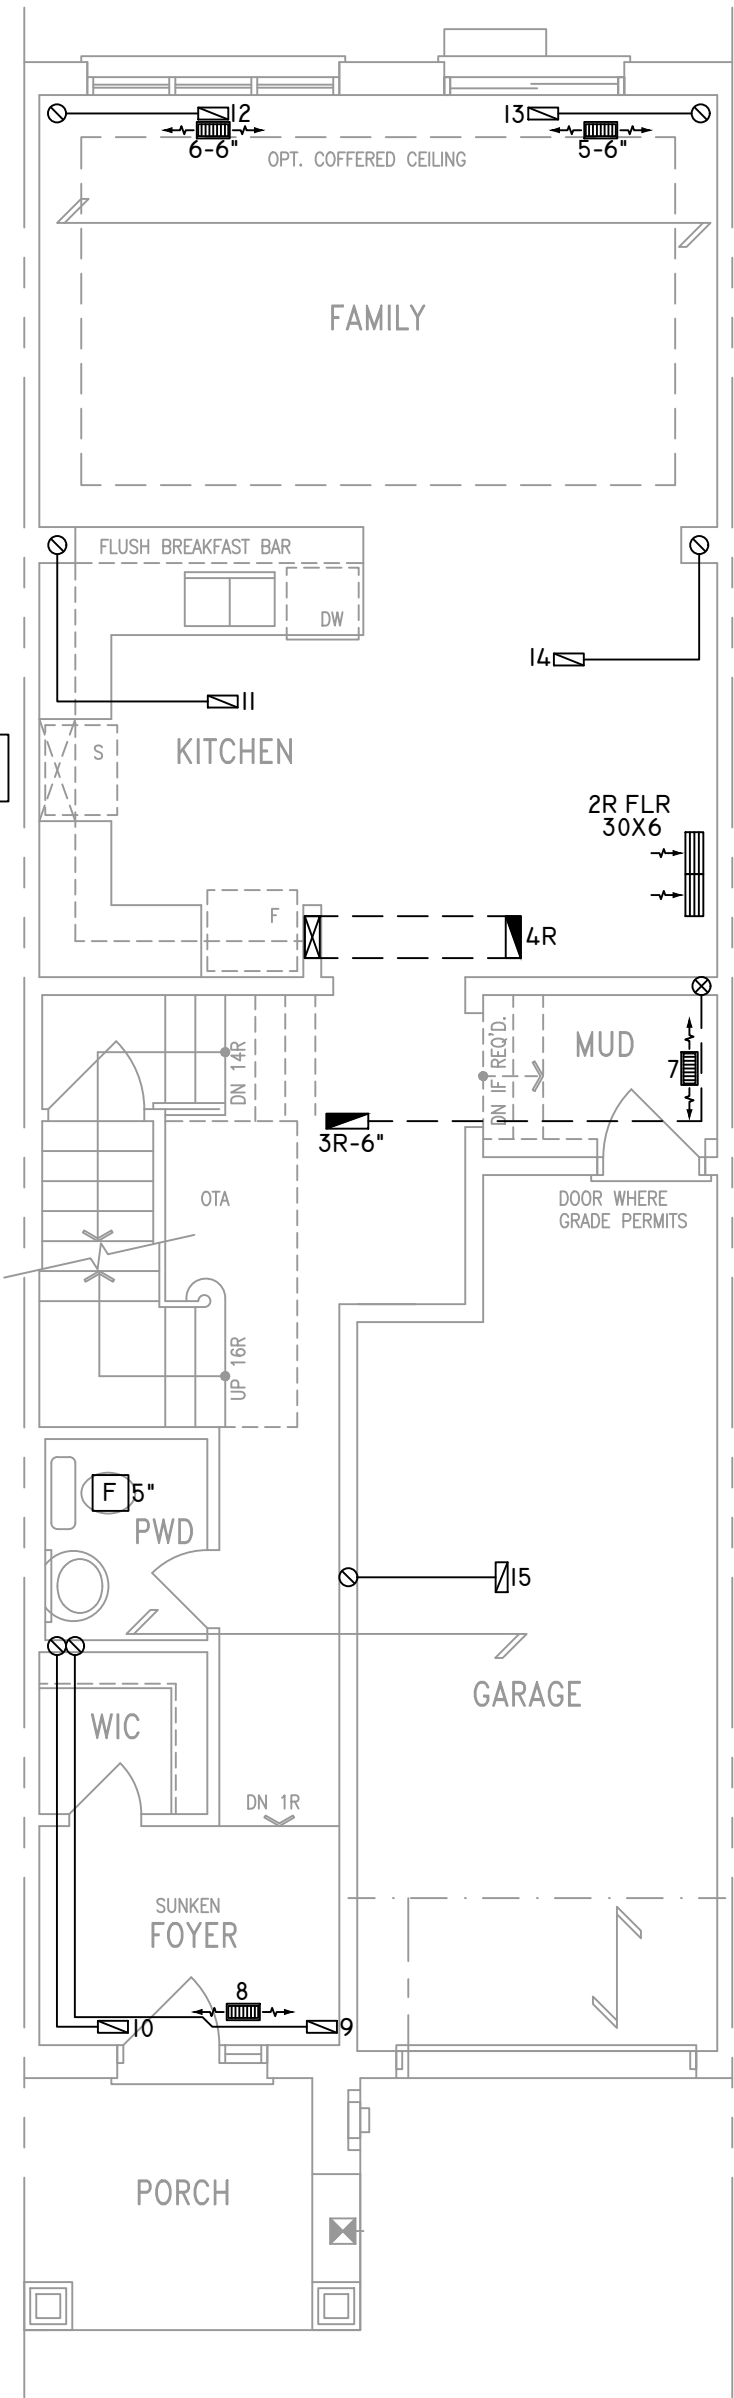 12
13
6-6"
5-6"
OPT. COFFERED CEILING
FAMILY
FLUSH BREAKFAST BAR
DW
14
11
KITCHEN
S
2R FLR
30X6
F
4R
DN 14R
DN IF REQ'D.
MUD
7
3R-6"
OTA
DOOR WHERE
GRADE PERMITS
UP 16R
F 5"
PWD
15
GARAGE
WIC
DN 1R
SUNKEN
FOYER
8
10
9
PORCH